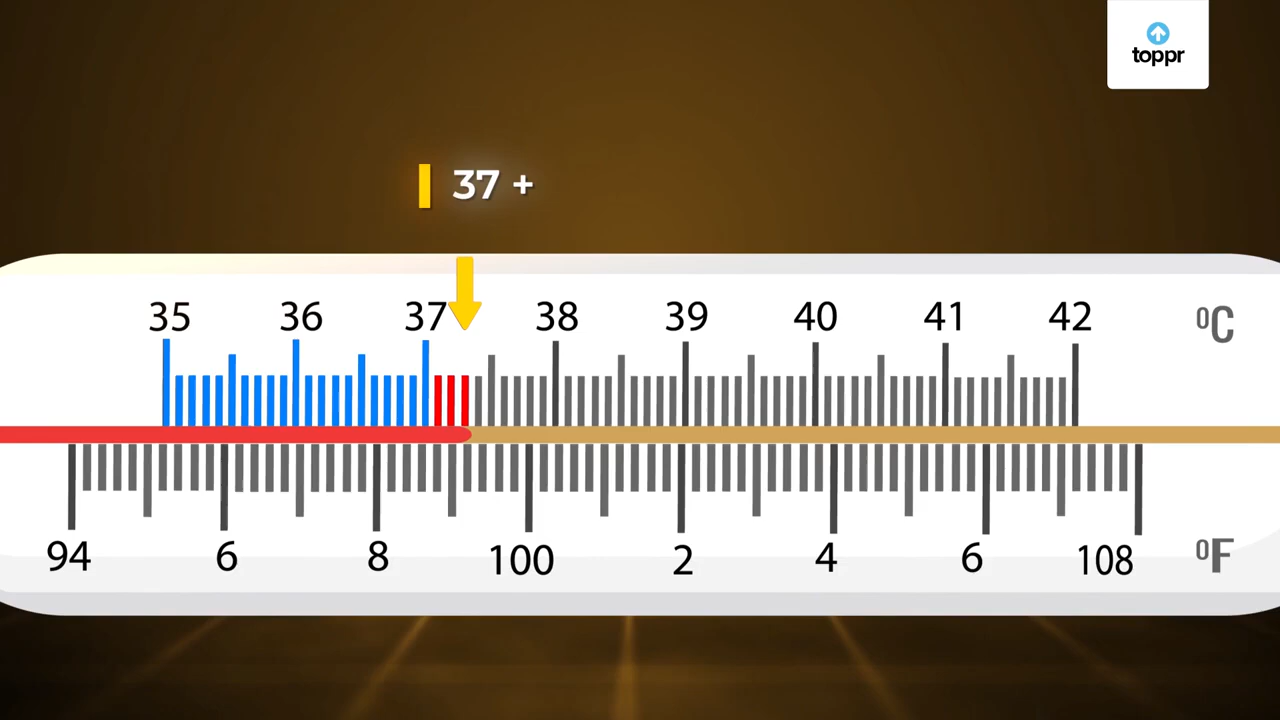 toppr
37 +
35 36 37 38 39 40 41 42 ⁰C
94 6 8 100 2 4 6 108 ⁰F